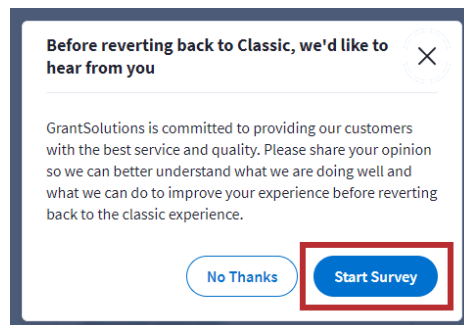 Before reverting back to Classic, we'd like to
hear from you
GrantSolutions is committed to providing our customers
with the best service and quality. Please share your opinion
so we can better understand what we are doing well and
what we can do to improve your experience before reverting
back to the classic experience.
No Thanks
Start Survey